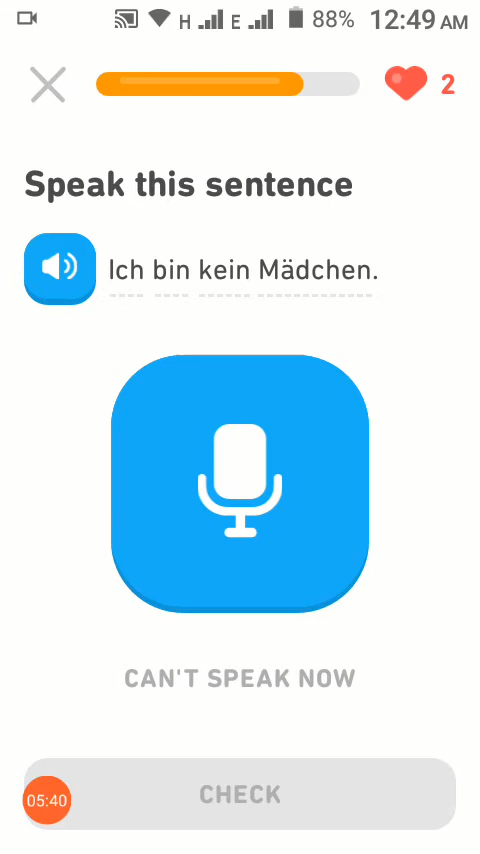 H E 88% 12:49 AM
2
Speak this sentence
Ich bin kein Mädchen.
CAN'T SPEAK NOW
CHECK
05:40